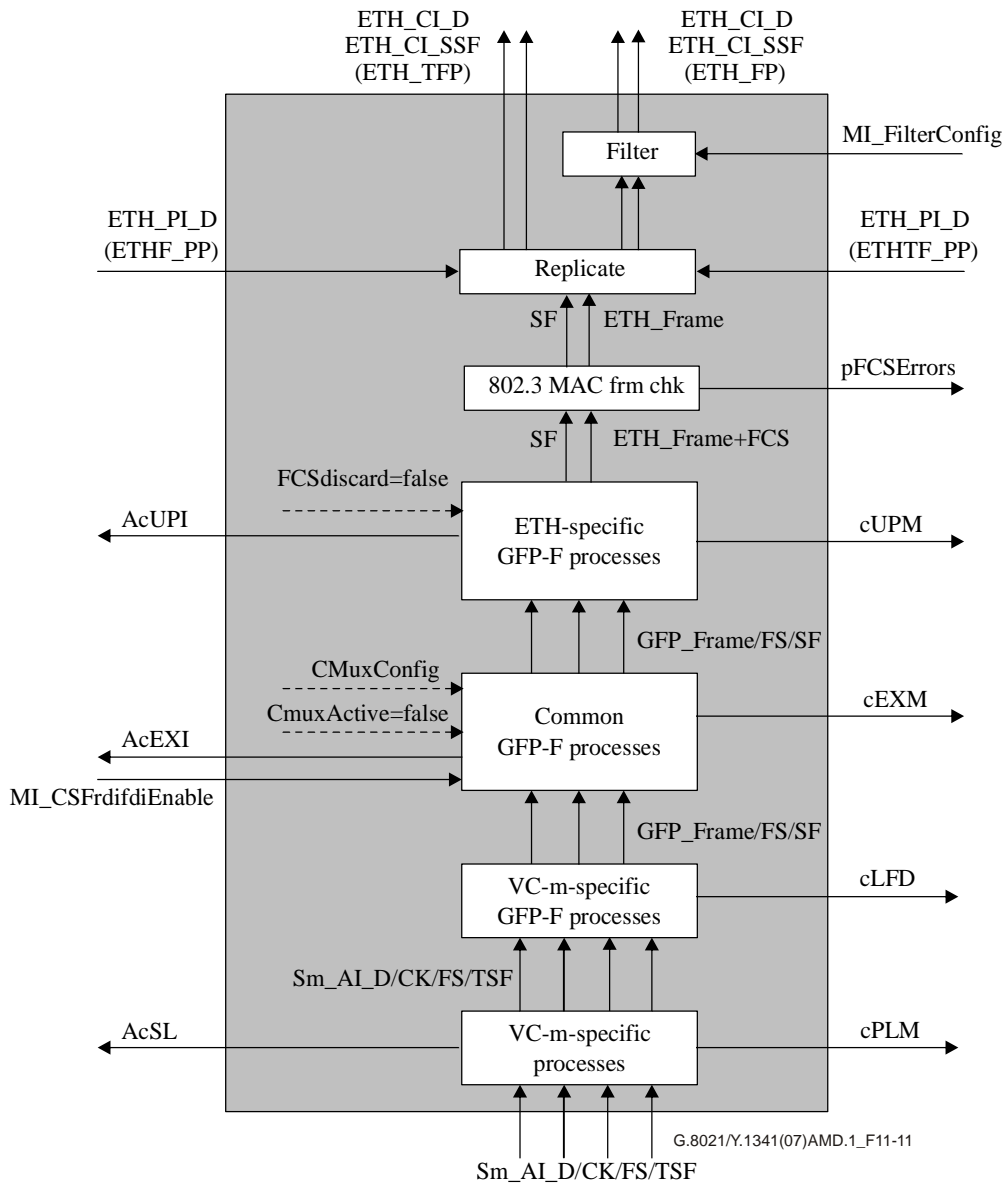 ETH_CI_D
ETH_CI_SSF
(ETH_TFP)
ETH_CI_D
ETH_CI_SSF
(ETH_FP)
Filter
MI_FilterConfig
ETH_PI_D
(ETHF_PP)
ETH_PI_D
(ETHTF_PP)
Replicate
SF
ETH_Frame
802.3 MAC frm chk
pFCSErrors
SF
ETH_Frame+FCS
FCSdiscard=false
AcUPI
ETH-specific
GFP-F processes
cUPM
GFP_Frame/FS/SF
CMuxConfig
CmuxActive=false
Common
GFP-F processes
cEXM
AcEXI
MI_CSFrdifdiEnable
GFP_Frame/FS/SF
VC-m-specific
GFP-F processes
cLFD
Sm_AI_D/CK/FS/TSF
AcSL
VC-m-specific
processes
cPLM
G.8021/Y.1341(07)AMD.1_F11-11
Sm_AI_D/CK/FS/TSF